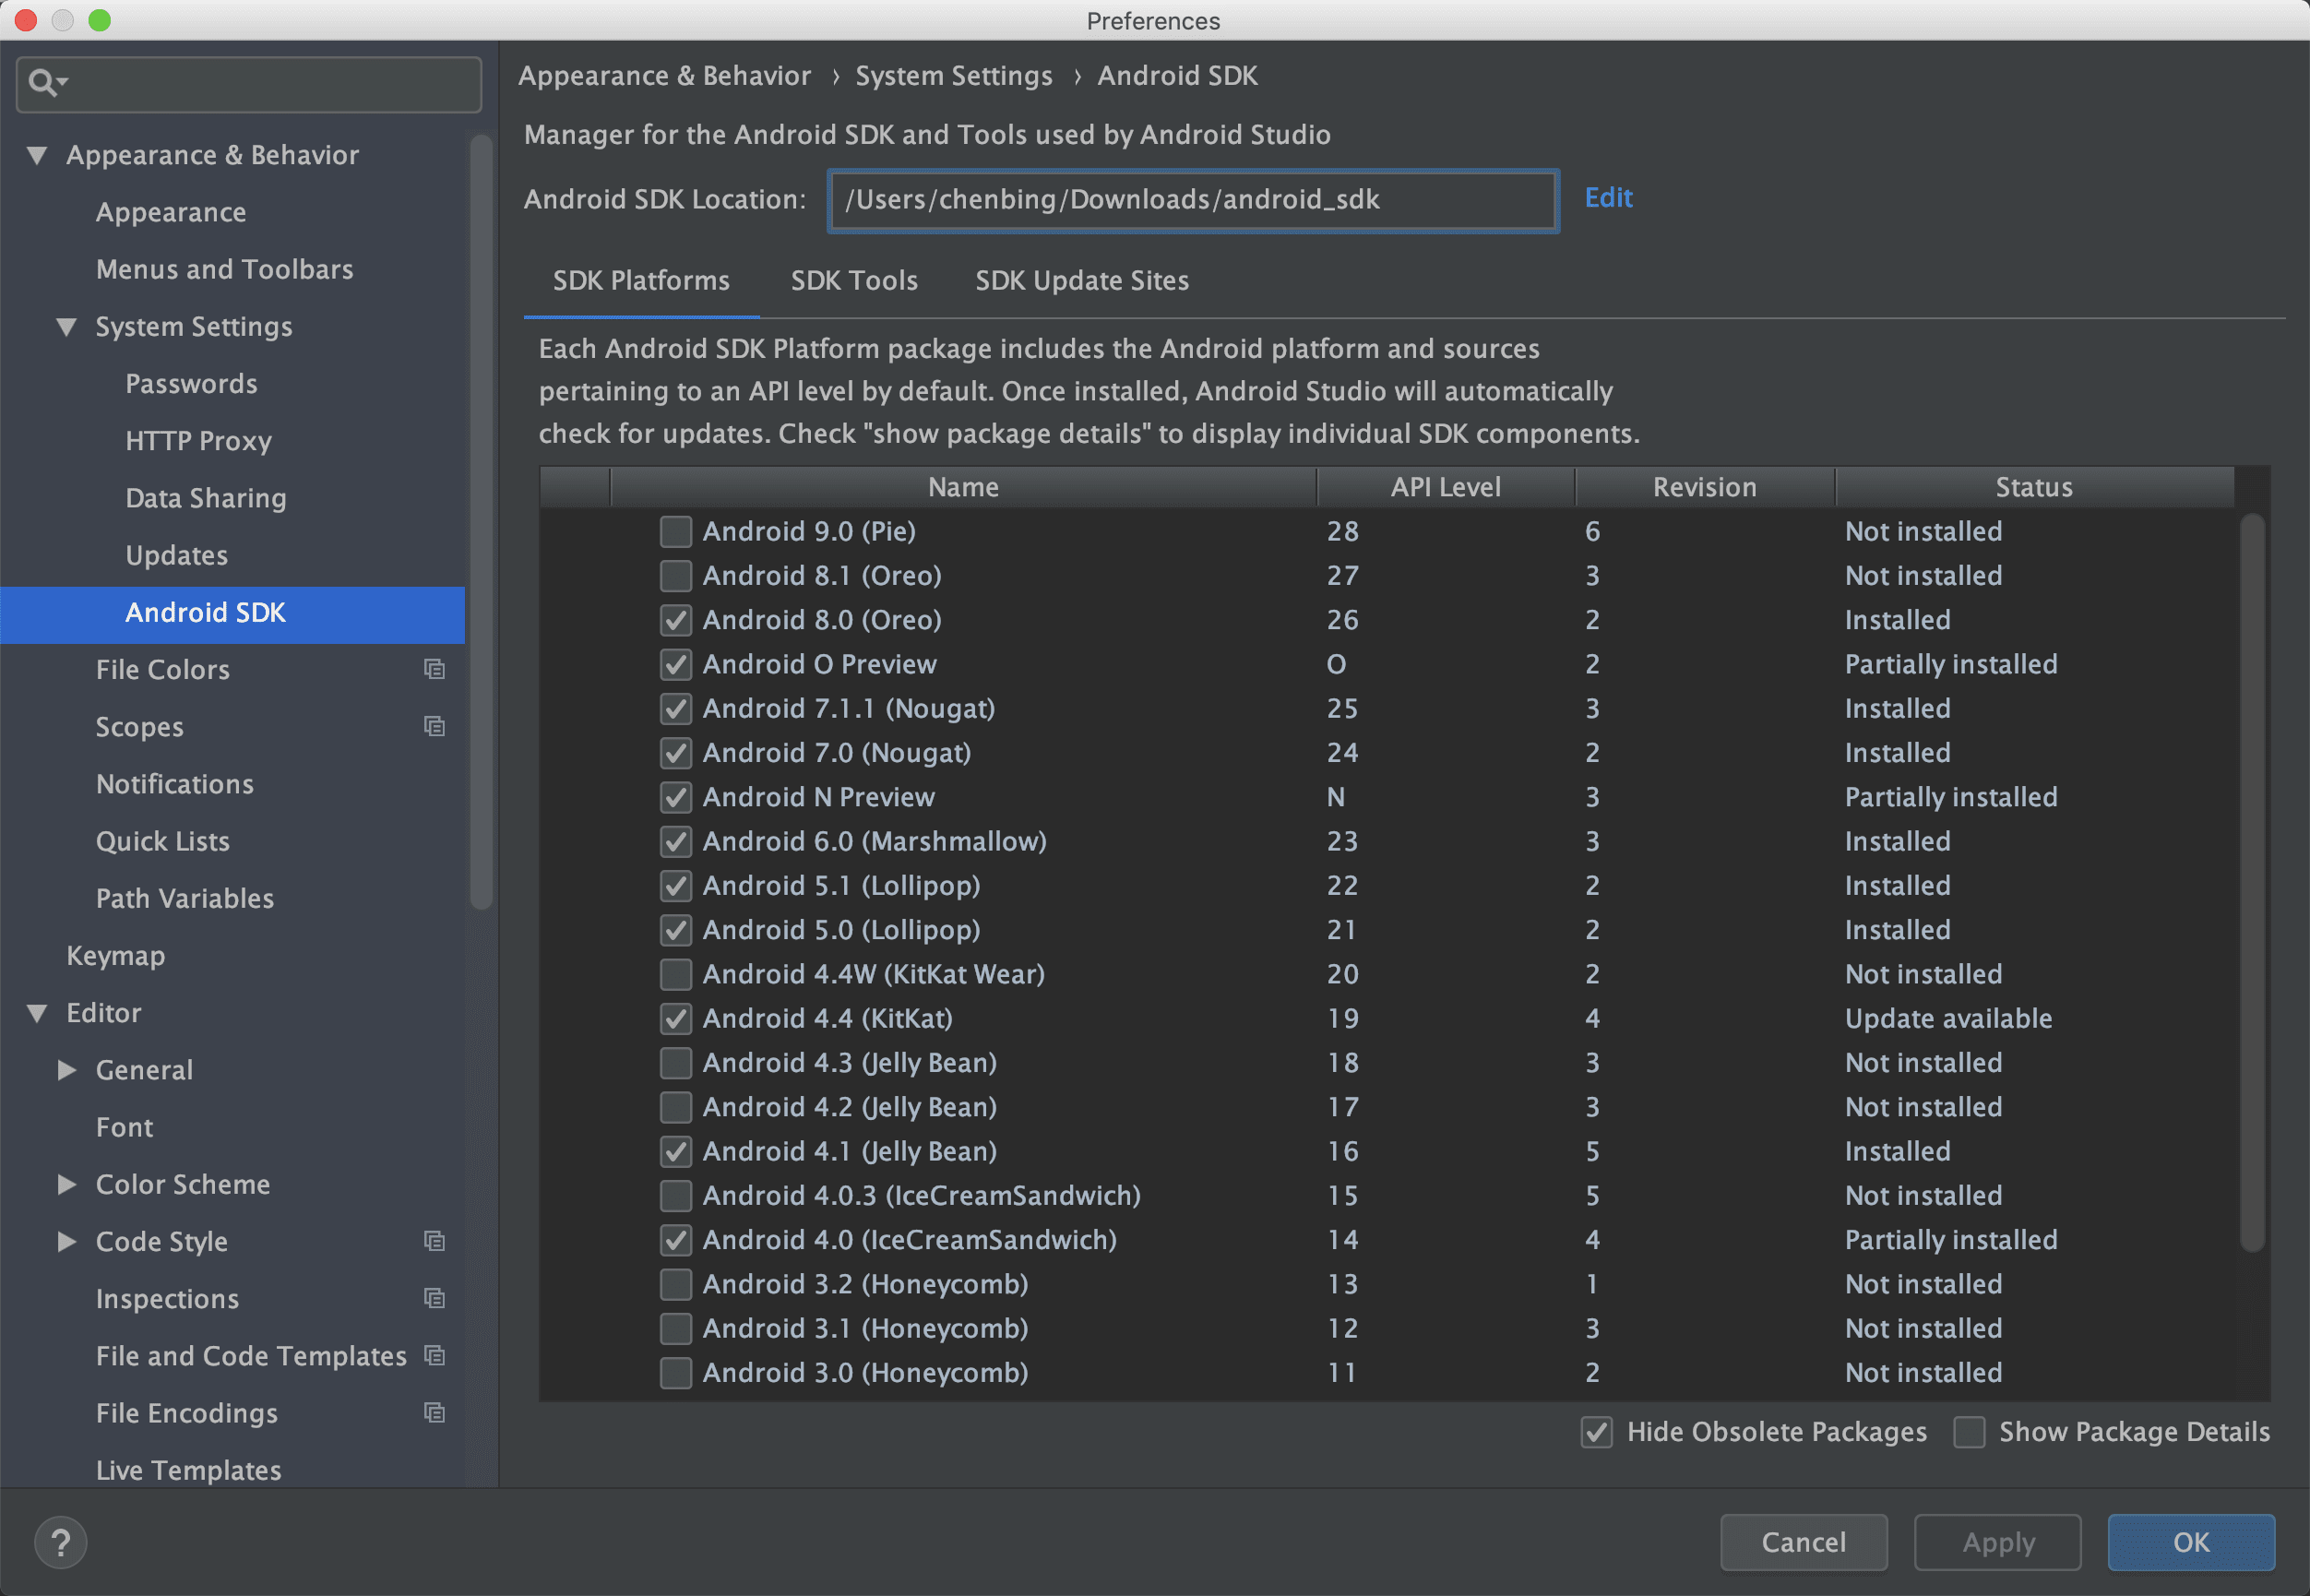 Preferences
Appearance & Behavior
Appearance
Menus and Toolbars
System Settings
Passwords
HTTP Proxy
Data Sharing
Updates
Android SDK
File Colors
Scopes
Notifications
Quick Lists
Path Variables
Keymap
Editor
General
Font
Color Scheme
Code Style
Inspections
File and Code Templates
File Encodings
Live Templates
Appearance & Behavior › System Settings › Android SDK
Manager for the Android SDK and Tools used by Android Studio
Android SDK Location: /Users/chenbing/Downloads/android_sdk Edit
SDK Platforms SDK Tools SDK Update Sites
Each Android SDK Platform package includes the Android platform and sources
pertaining to an API level by default. Once installed, Android Studio will automatically
check for updates. Check "show package details" to display individual SDK components.
Name API Level Revision Status
Android 9.0 (Pie) 28 6 Not installed
Android 8.1 (Oreo) 27 3 Not installed
Android 8.0 (Oreo) 26 2 Installed
Android O Preview O 2 Partially installed
Android 7.1.1 (Nougat) 25 3 Installed
Android 7.0 (Nougat) 24 2 Installed
Android N Preview N 3 Partially installed
Android 6.0 (Marshmallow) 23 3 Installed
Android 5.1 (Lollipop) 22 2 Installed
Android 5.0 (Lollipop) 21 2 Installed
Android 4.4W (KitKat Wear) 20 2 Not installed
Android 4.4 (KitKat) 19 4 Update available
Android 4.3 (Jelly Bean) 18 3 Not installed
Android 4.2 (Jelly Bean) 17 3 Not installed
Android 4.1 (Jelly Bean) 16 5 Installed
Android 4.0.3 (IceCreamSandwich) 15 5 Not installed
Android 4.0 (IceCreamSandwich) 14 4 Partially installed
Android 3.2 (Honeycomb) 13 1 Not installed
Android 3.1 (Honeycomb) 12 3 Not installed
Android 3.0 (Honeycomb) 11 2 Not installed
Hide Obsolete Packages Show Package Details
? Cancel Apply OK